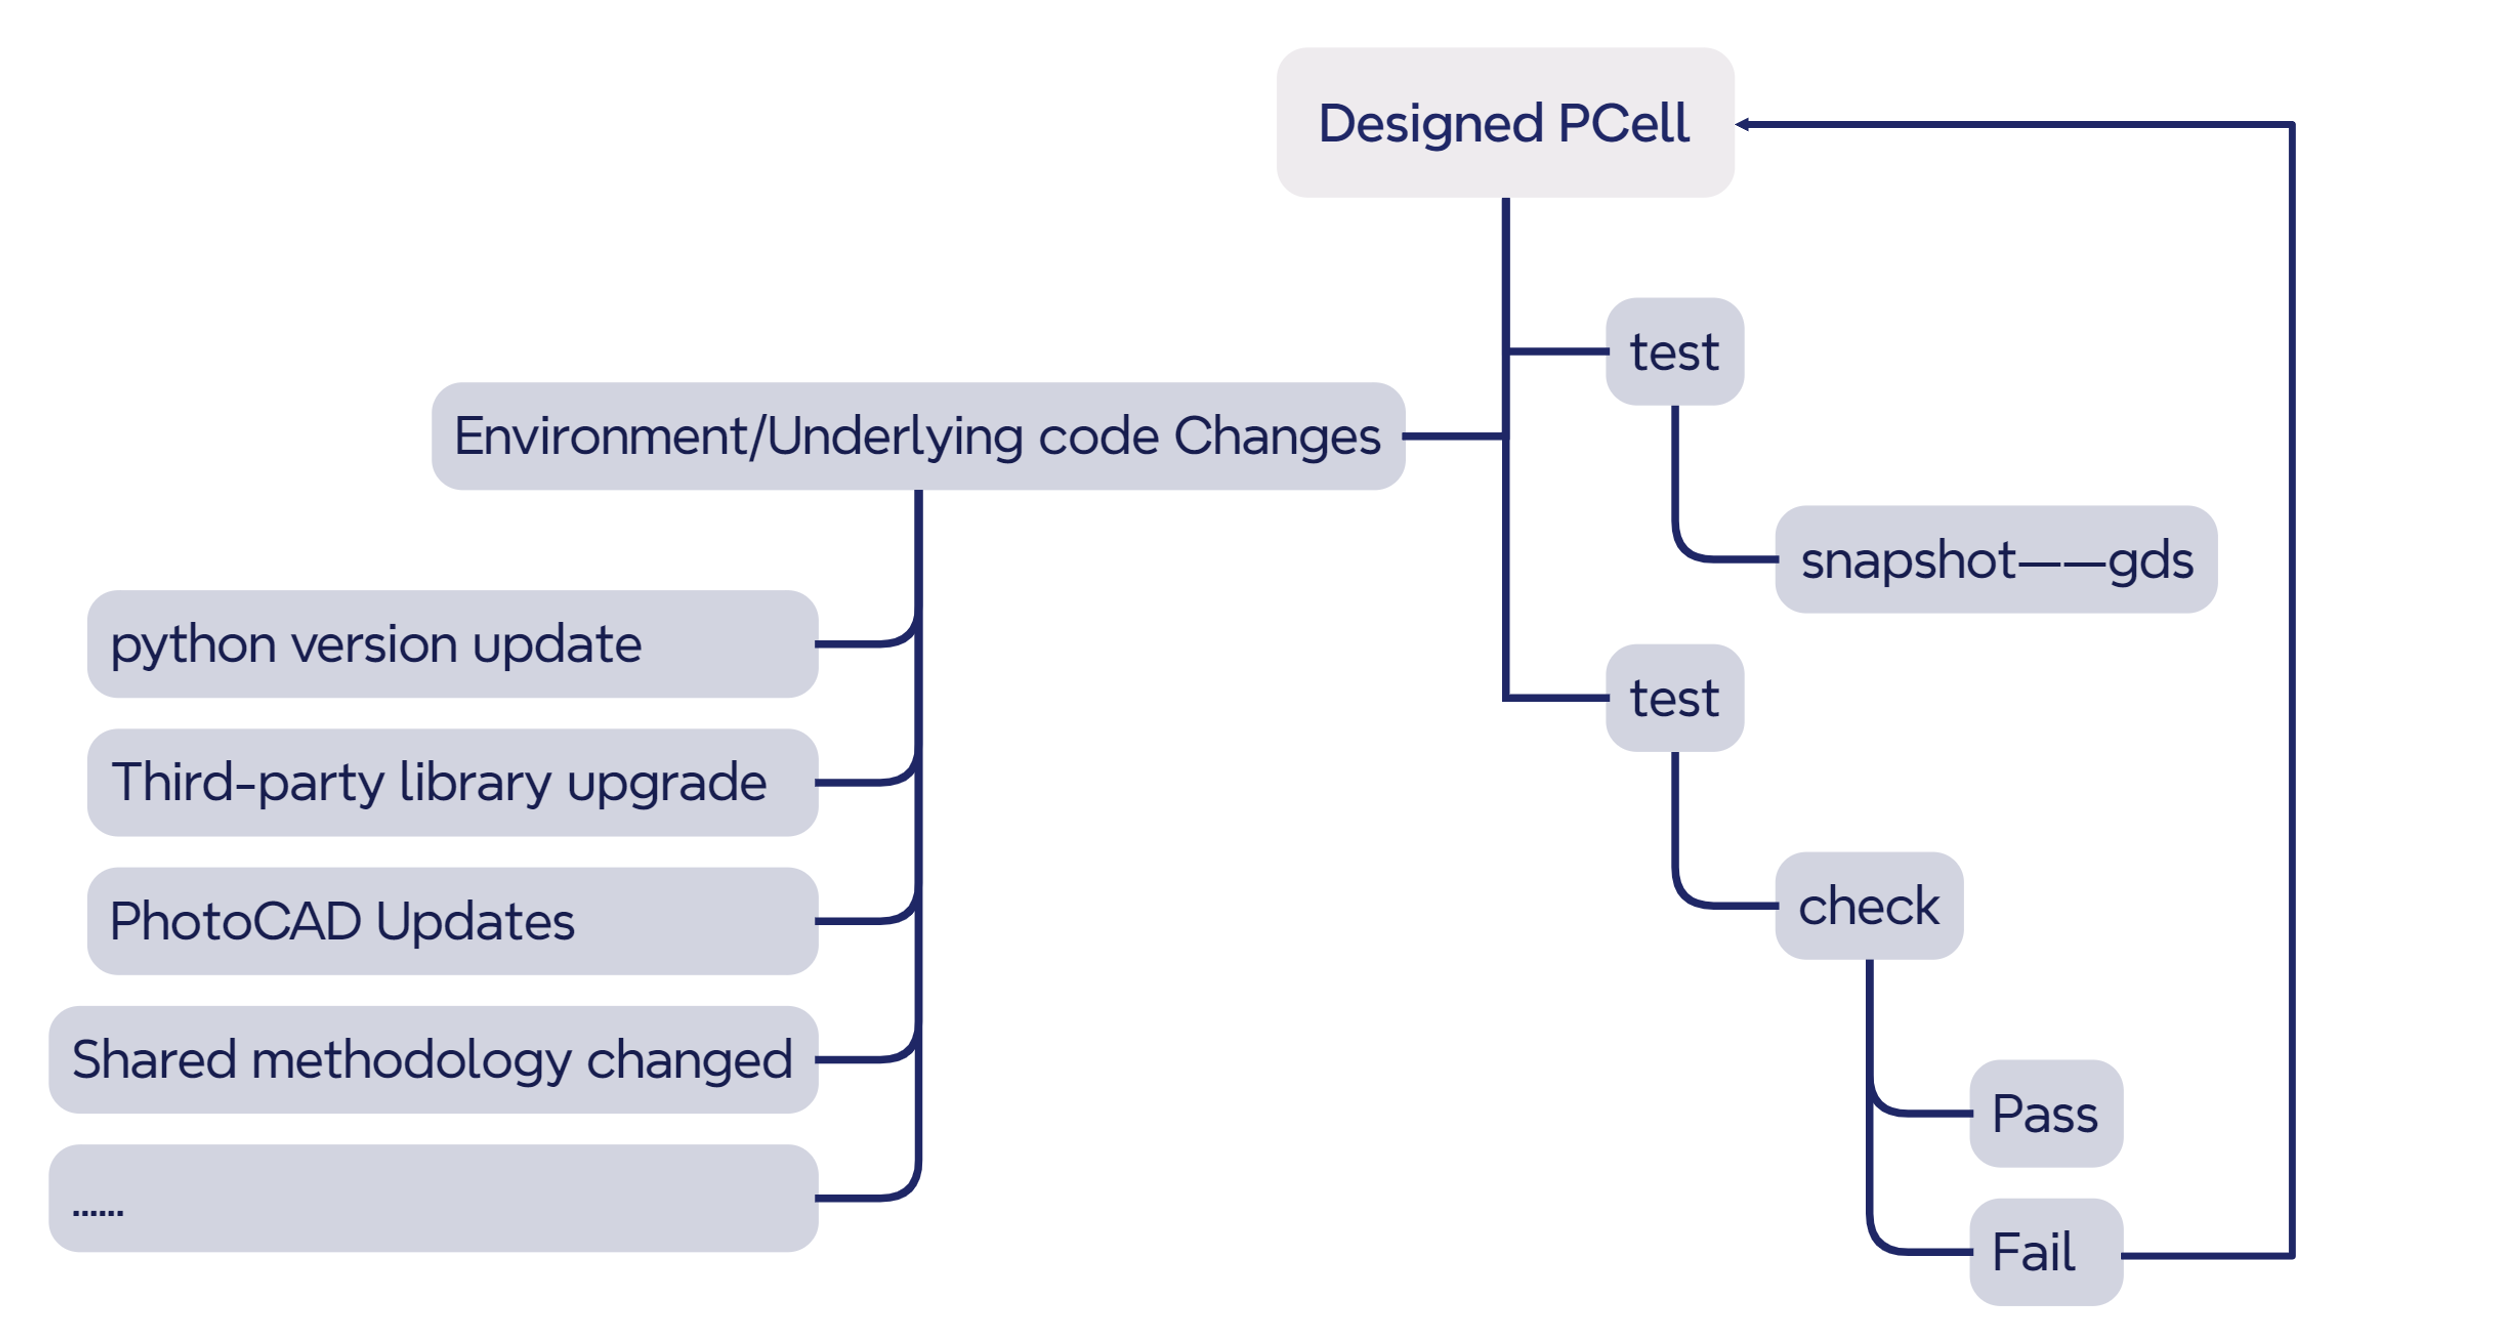 Designed PCell
test
Environment/Underlying code Changes
snapshot——gds
python version update
test
Third-party library upgrade
check
PhotoCAD Updates
Shared methodology changed
Pass
......
Fail